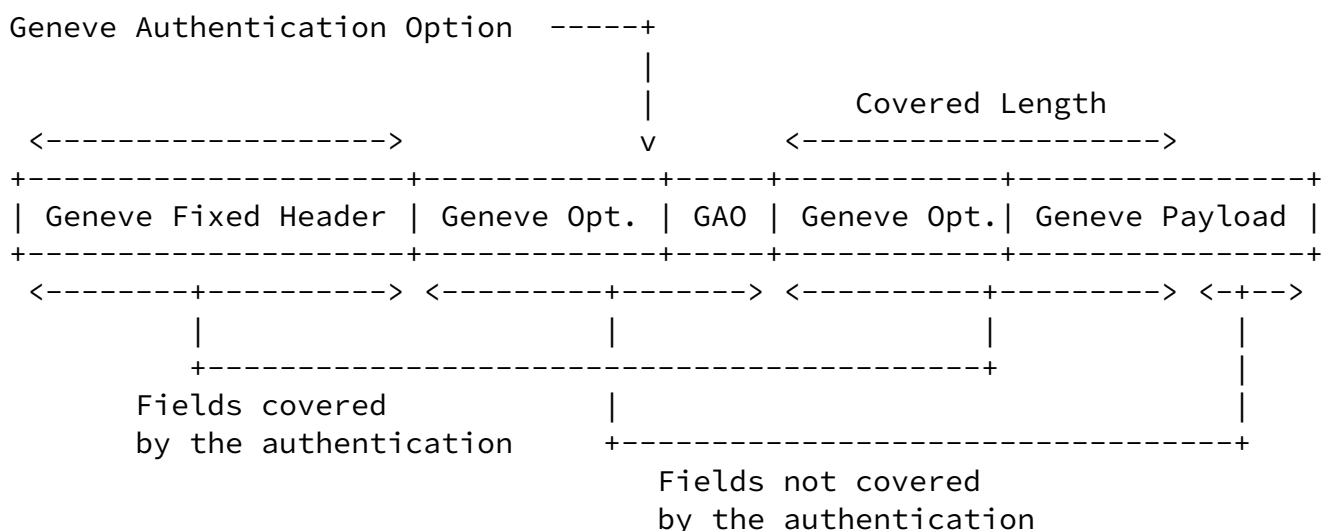 Geneve Authentication Option -----+
|
| Covered Length
<-------------------> v <------------------->
+---------------------+-------------+-----+------------+----------------+
| Geneve Fixed Header | Geneve Opt. | GAO | Geneve Opt.| Geneve Payload |
+---------------------+-------------+-----+------------+----------------+
<--------+----------> <---------+-------> <----------+---------> <-+-->
| | | |
+-------------------------------------------+ |
Fields covered | |
by the authentication +----------------------------------+
Fields not covered
by the authentication